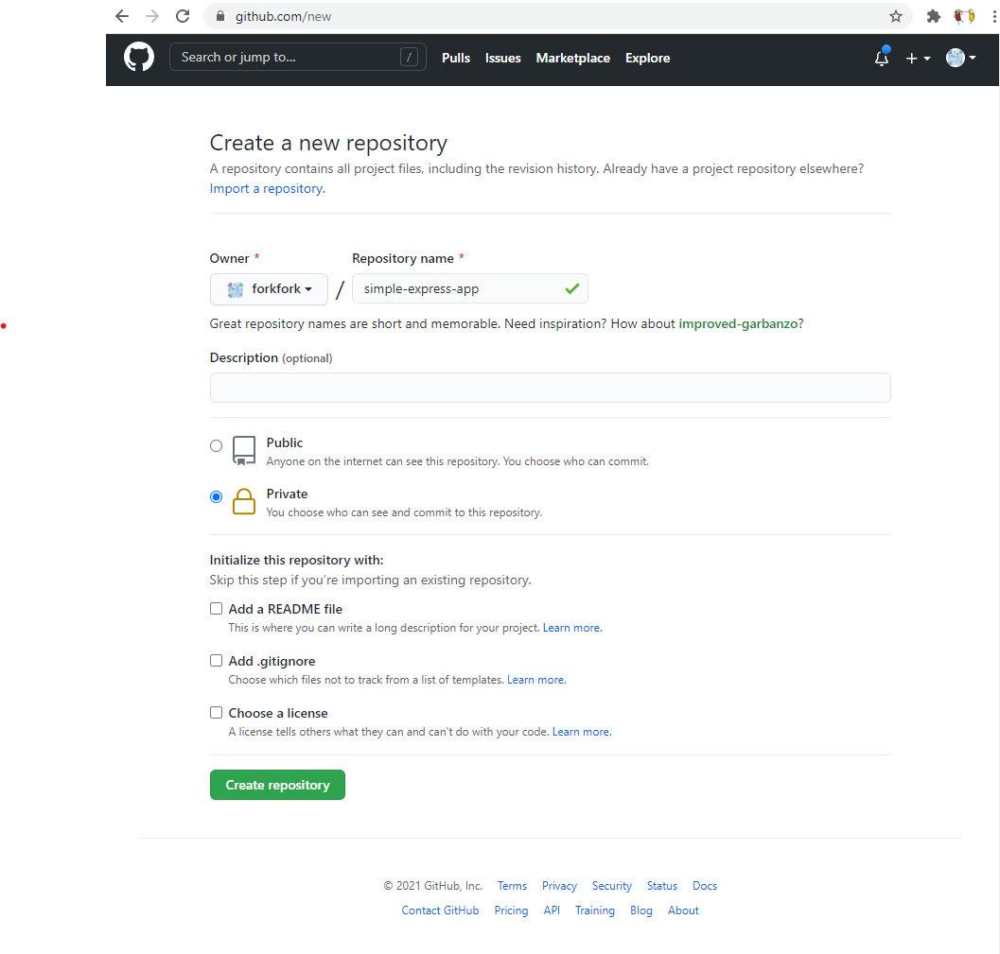 github.com/new
Search or jump to... / Pulls Issues Marketplace Explore
Create a new repository
A repository contains all project files, including the revision history. Already have a project repository elsewhere?
Import a repository.
Owner * Repository name *
forkfork / simple-express-app
Great repository names are short and memorable. Need inspiration? How about improved-garbanzo?
Description (optional)
Public
Anyone on the internet can see this repository. You choose who can commit.
Private
You choose who can see and commit to this repository.
Initialize this repository with:
Skip this step if you're importing an existing repository.
Add a README file
This is where you can write a long description for your project. Learn more.
Add .gitignore
Choose which files not to track from a list of templates. Learn more.
Choose a license
A license tells others what they can and can't do with your code. Learn more.
Create repository
© 2021 GitHub, Inc. Terms Privacy Security Status Docs
Contact GitHub Pricing API Training Blog About